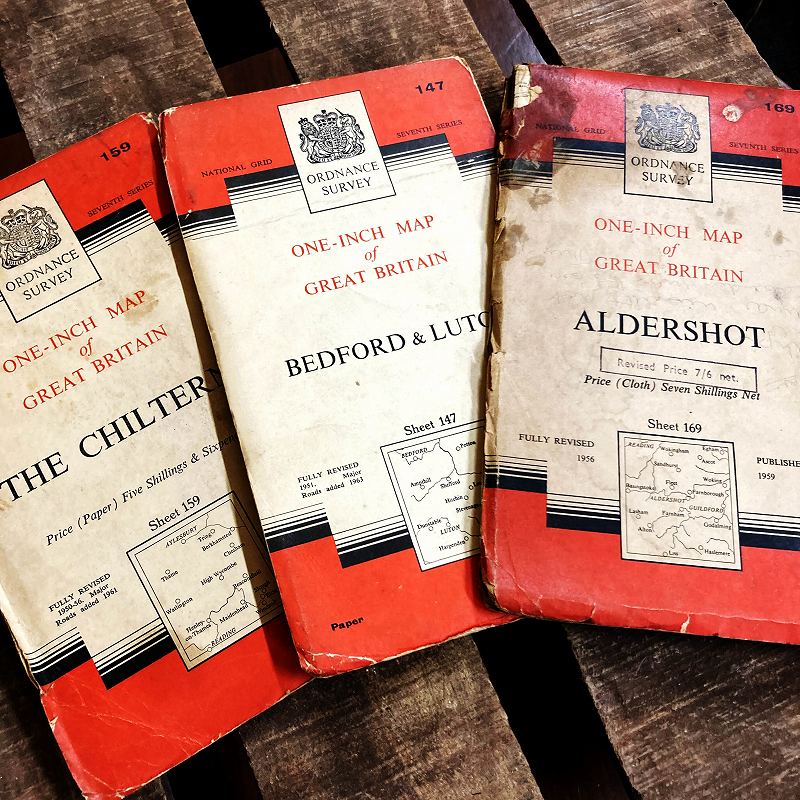 159
SEVENTH SERIES
ORDNANCE
SURVEY
ONE-INCH MAP
of
GREAT BRITAIN
THE CHILTERN
Price (Paper) Five Shillings & Sixpen
Sheet 159
FULLY REVISED
1950-56. Major
Roads added 1961
AYLESBURY
Tring
Berkhamsted
Chesham
Thame
High Wycombe
Watlington
Beaconsfield
Henley
on-Thames
Maidenhead
READING
147
NATIONAL GRID
SEVENTH SERIES
ORDNANCE
SURVEY
ONE-INCH MAP
of
GREAT BRITAIN
BEDFORD & LUTO
Sheet 147
FULLY REVISED
1951. Major
Roads added 1963
BEDFORD
Potton
Ampthill
Shefford
Hitchin
Stevenage
Dunstable
LUTON
Harpenden
Paper
169
NATIONAL GRID
SEVENTH SERIES
ORDNANCE
SURVEY
ONE-INCH MAP
of
GREAT BRITAIN
ALDERSHOT
Revised Price 7/6 net.
Price (Cloth) Seven Shillings Net
Sheet 169
FULLY REVISED
1956
PUBLISHE
1959
READING
Wokingham
Egham
Ascot
Sandhurst
Woking
Basingstoke
Fleet
Farnborough
ALDERSHOT
GUILDFORD
Lasham
Farnham
Godalming
Alton
Liss
Haslemere